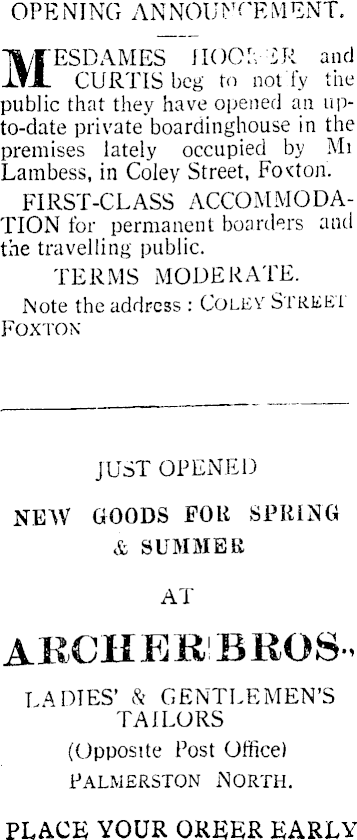 OPENING ANNOUNCEMENT.
MESDAMES HOOKER and
CURTIS beg to notify the
public that they have opened an up-
to-date private boardinghouse in the
premises lately occupied by Mr
Lambess, in Coley Street, Foxton.
FIRST-CLASS ACCOMMODA-
TION for permanent boarders and
the travelling public.
TERMS MODERATE.
Note the address : COLEY STREET
FOXTON
JUST OPENED
NEW GOODS FOR SPRING
& SUMMER
AT
ARCHER BROS.,
LADIES' & GENTLEMEN'S
TAILORS
(Opposite Post Office)
PALMERSTON NORTH.
PLACE YOUR OREER EARLY